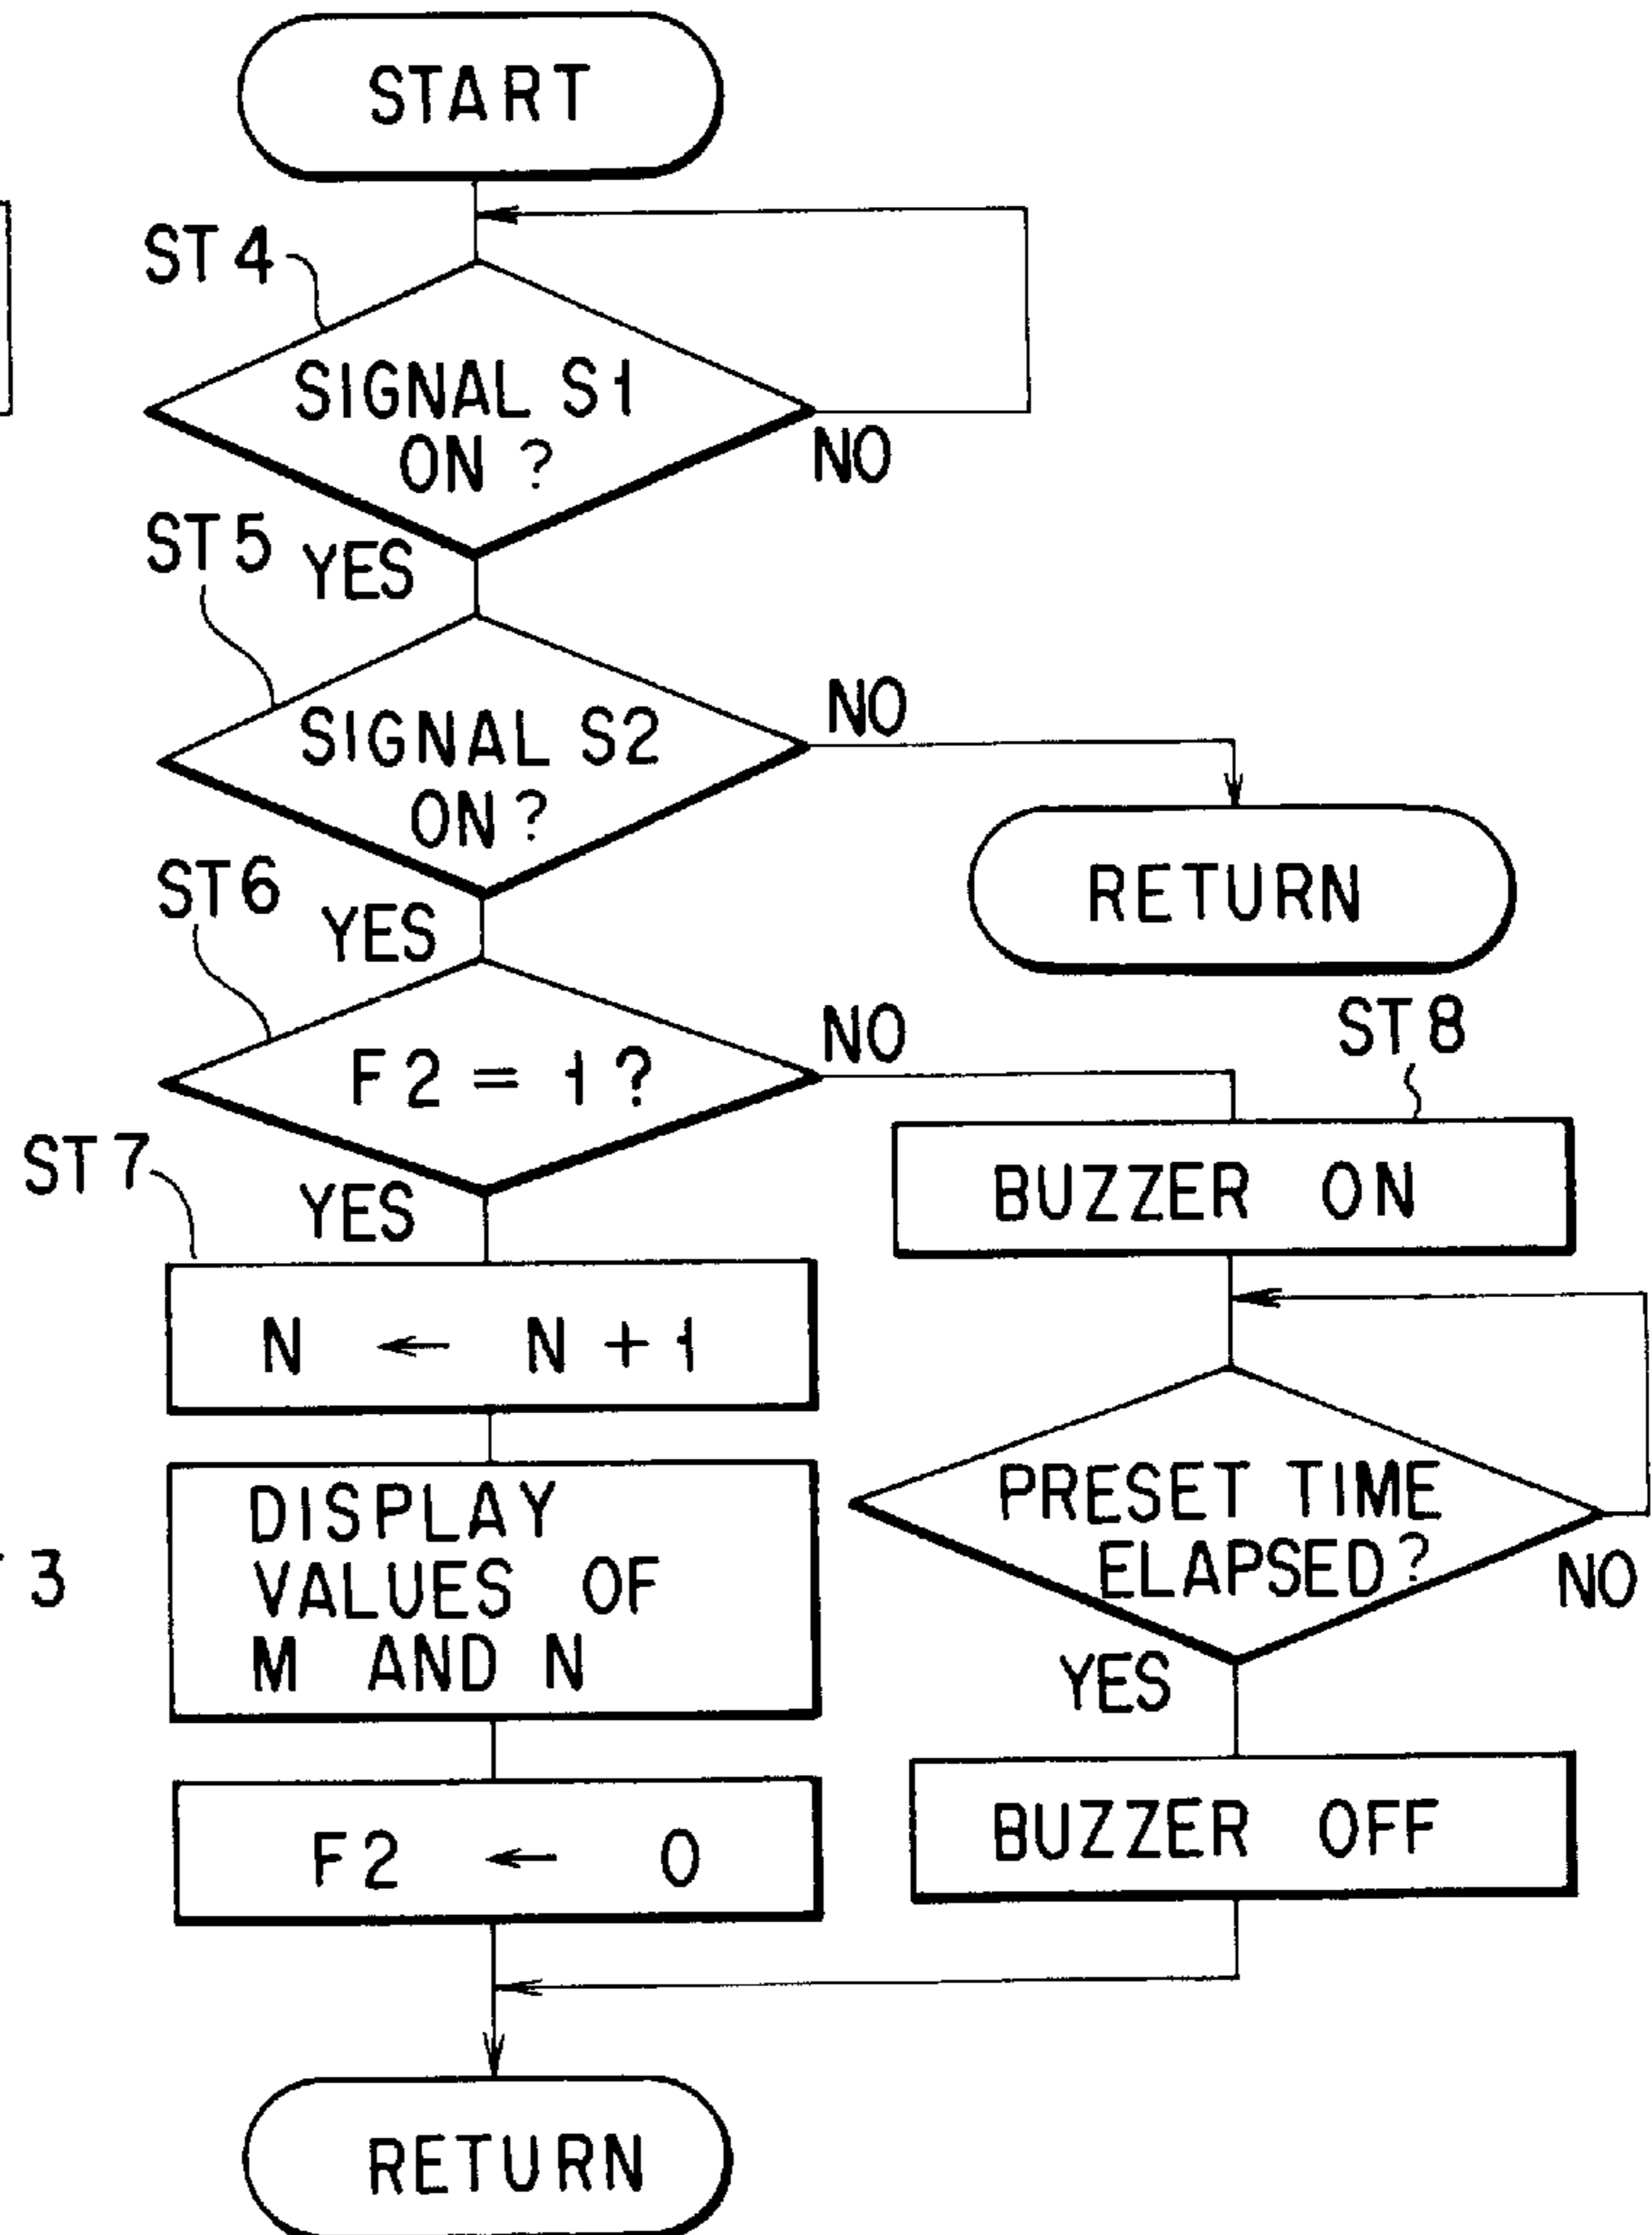 START
ST4
SIGNAL S1
ON ?
NO
ST5
YES
SIGNAL S2
ON?
NO
RETURN
ST6
YES
F2 = 1?
NO
ST8
BUZZER ON
ST7
YES
N ← N + 1
PRESET TIME
ELAPSED?
NO
DISPLAY
VALUES OF
M AND N
3
YES
BUZZER OFF
F2 ← 0
RETURN